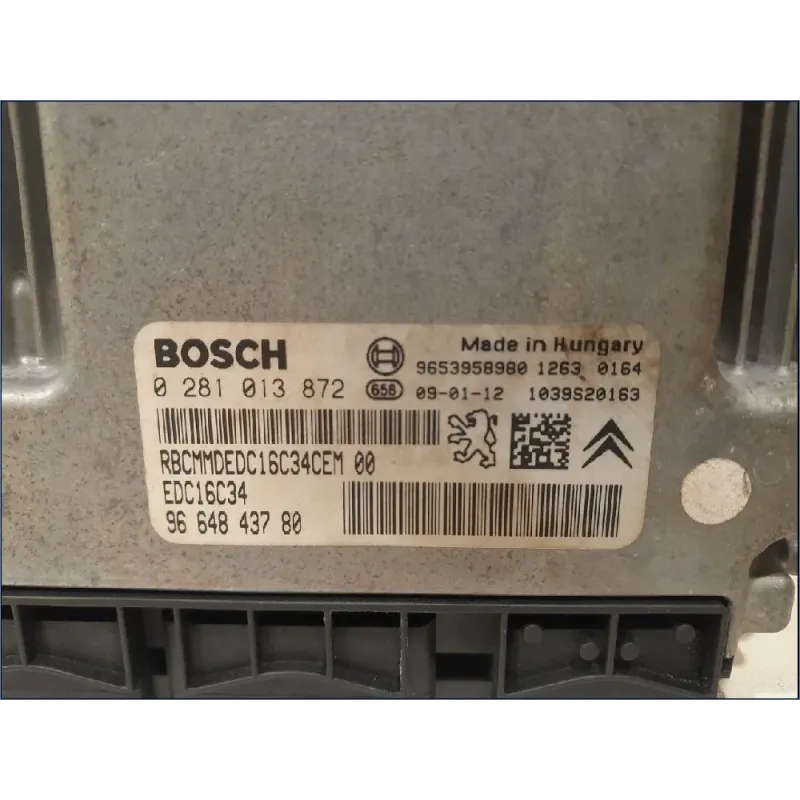 BOSCH
Made in Hungary
9653958980 1263 0164
0 281 013 872 658 09-01-12 1039S20163
RBCMMDEDC16C34CEM 00
EDC16C34
96 648 437 80